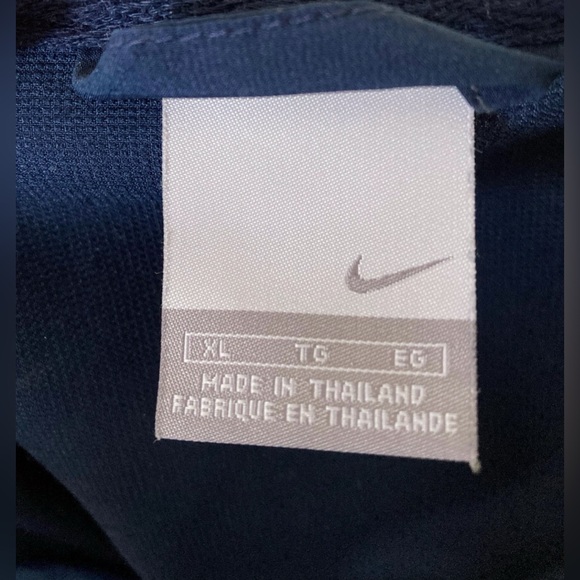 XL TG EG
MADE IN THAILAND
FABRIQUE EN THAILANDE